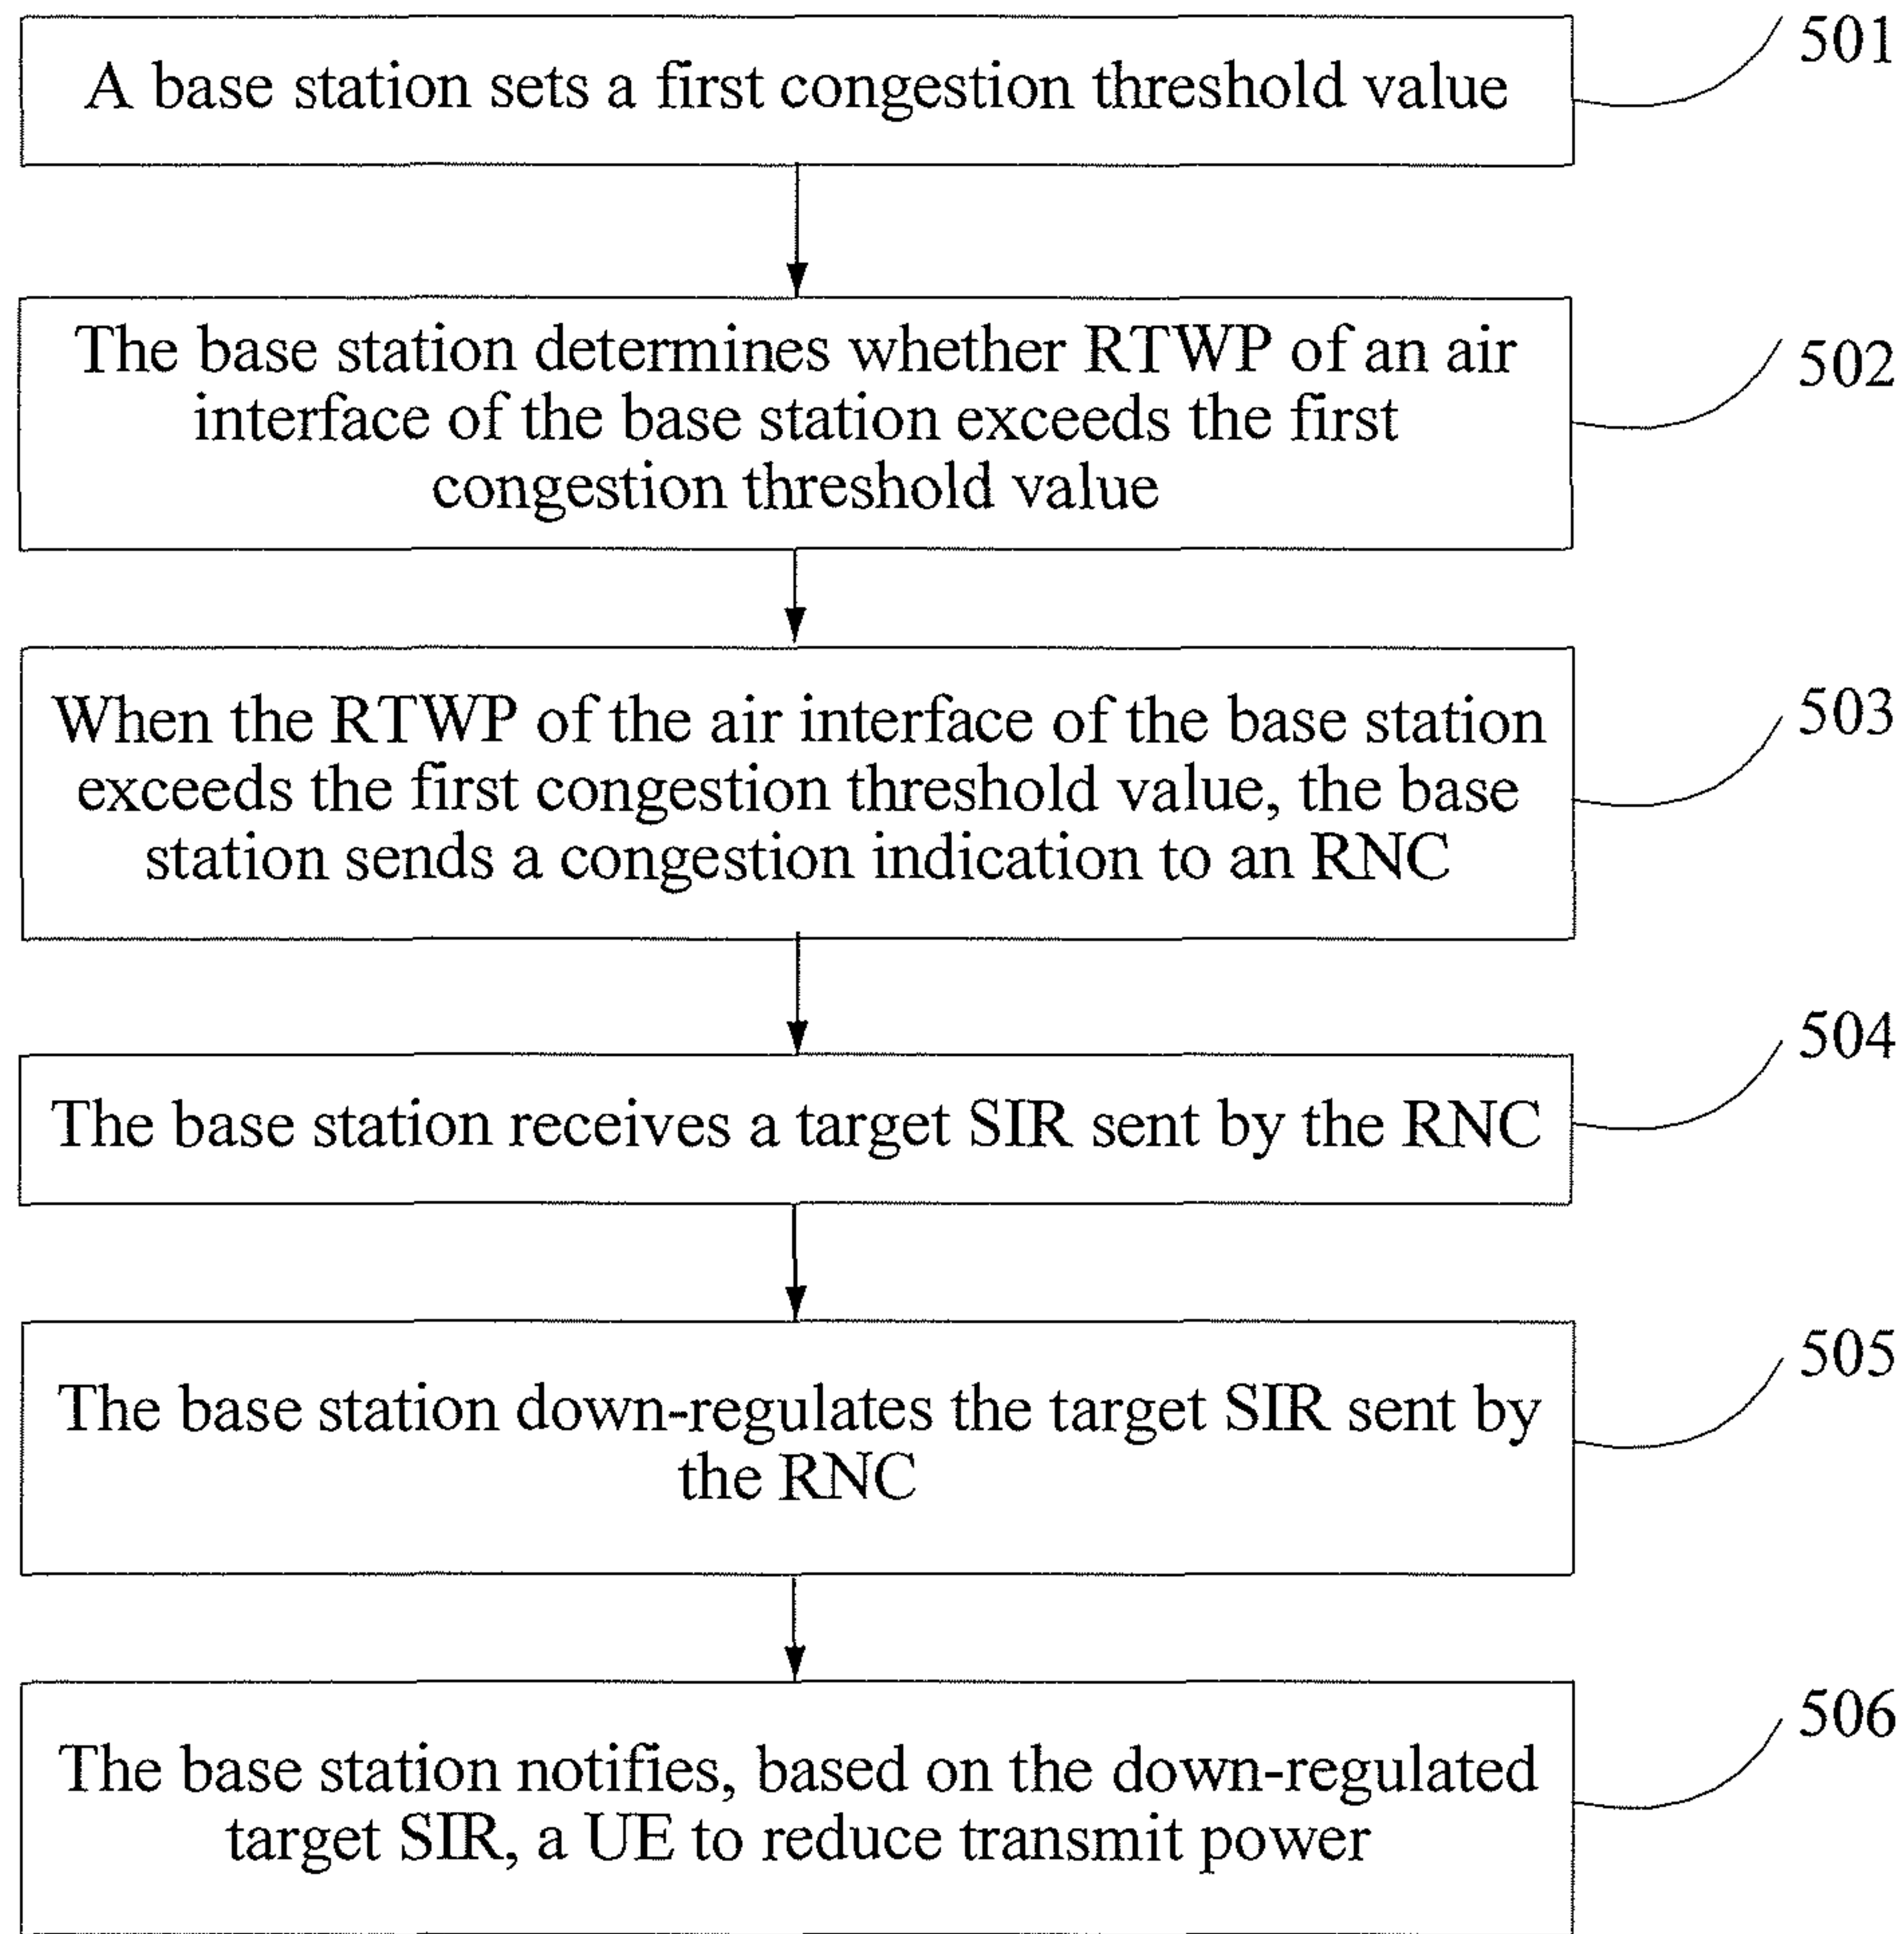 A base station sets a first congestion threshold value
501
The base station determines whether RTWP of an air
interface of the base station exceeds the first
congestion threshold value
502
When the RTWP of the air interface of the base station
exceeds the first congestion threshold value, the base
station sends a congestion indication to an RNC
503
The base station receives a target SIR sent by the RNC
504
The base station down-regulates the target SIR sent by
the RNC
505
The base station notifies, based on the down-regulated
target SIR, a UE to reduce transmit power
506